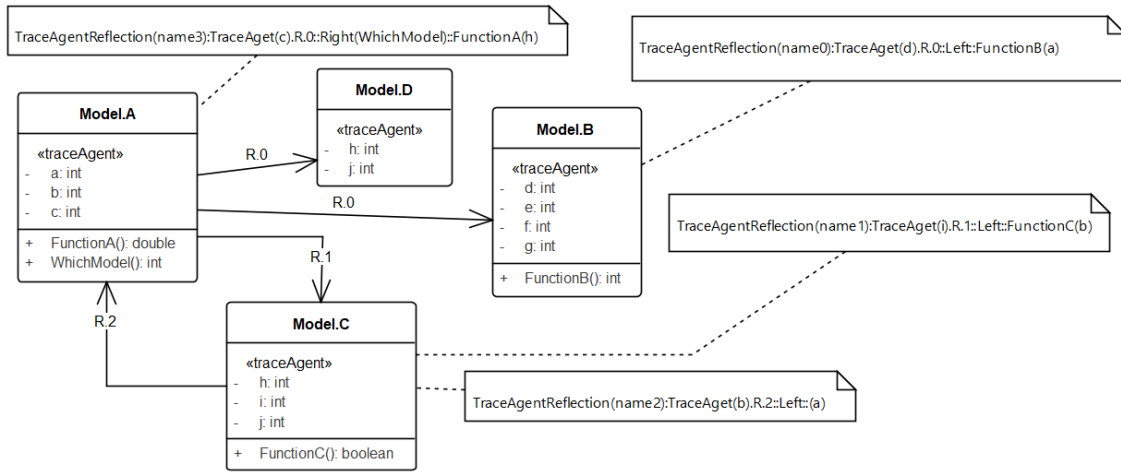 TraceAgentReflection(name3):TraceAget(c).R.0::Right(WhichModel)::FunctionA(h)
TraceAgentReflection(name0):TraceAget(d).R.0::Left::FunctionB(a)
Model.A
«traceAgent»
- a: int
- b: int
- c: int
+ FunctionA(): double
+ WhichModel(): int
R.0
Model.D
«traceAgent»
- h: int
- j: int
R.0
Model.B
«traceAgent»
- d: int
- e: int
- f: int
- g: int
+ FunctionB(): int
TraceAgentReflection(name1):TraceAget(i).R.1::Left::FunctionC(b)
R.1
R.2
Model.C
«traceAgent»
- h: int
- i: int
- j: int
+ FunctionC(): boolean
TraceAgentReflection(name2):TraceAget(b).R.2::Left::(a)